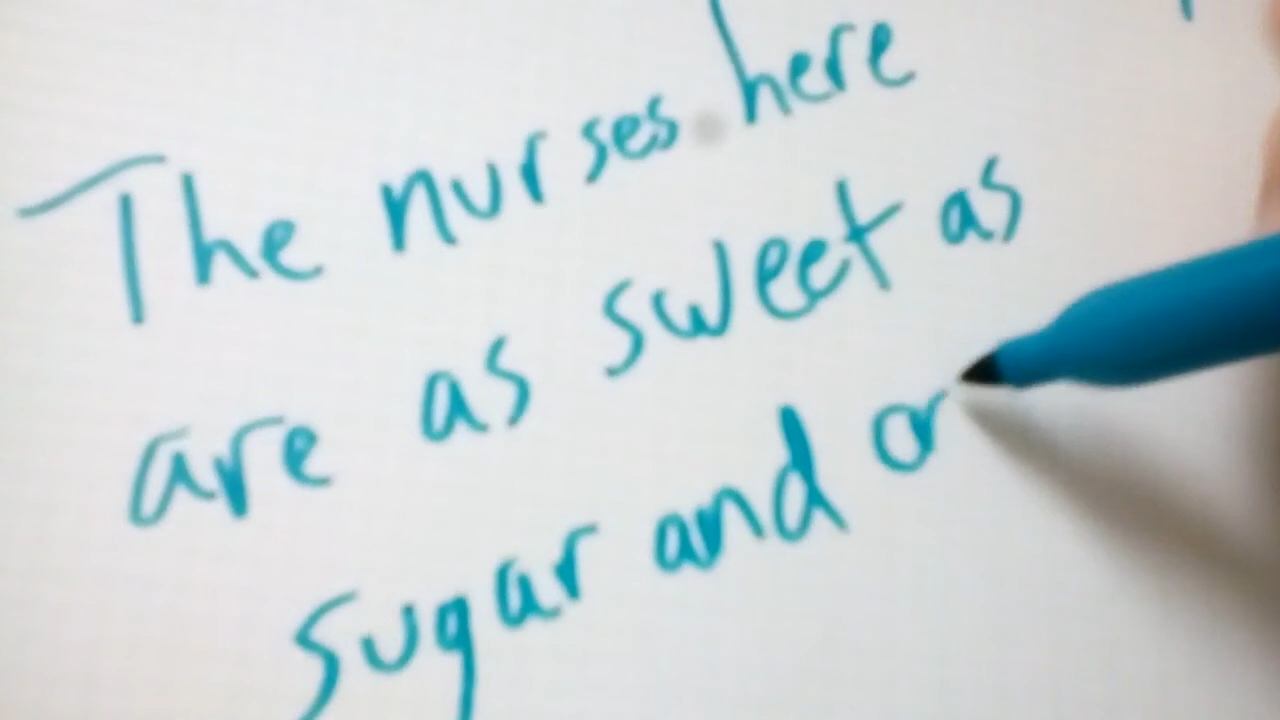 The nurses here
are as sweet as
sugar and or